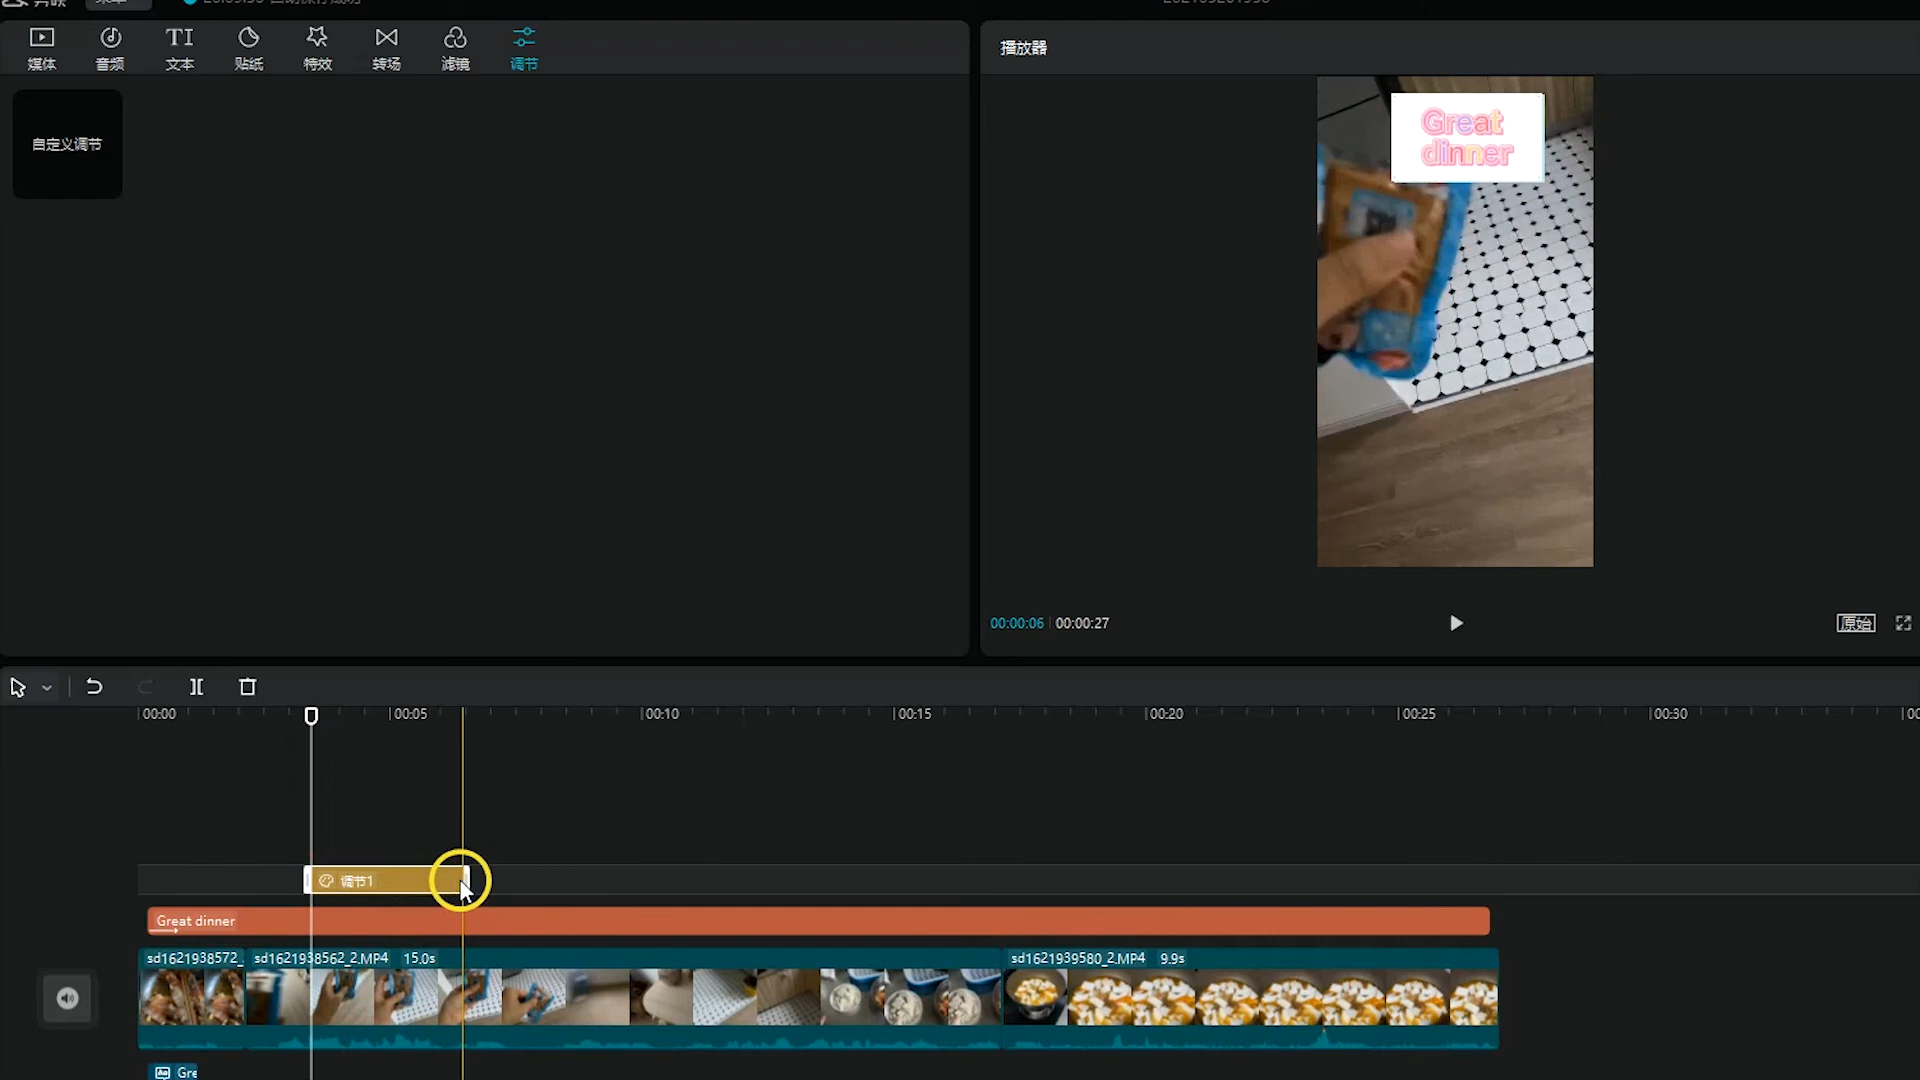 媒体
音频
TI
文本
贴纸
特效
转场
滤镜
调节
播放器
自定义调节
Great
dinner
00:00:06
00:00:27
原始
00:00
00:05
00:10
00:15
00:20
00:25
00:30
调节1
Great dinner
sd1621938572_
sd1621938562_2.MP4 15.0s
sd1621939580_2.MP4 9.9s
Gre